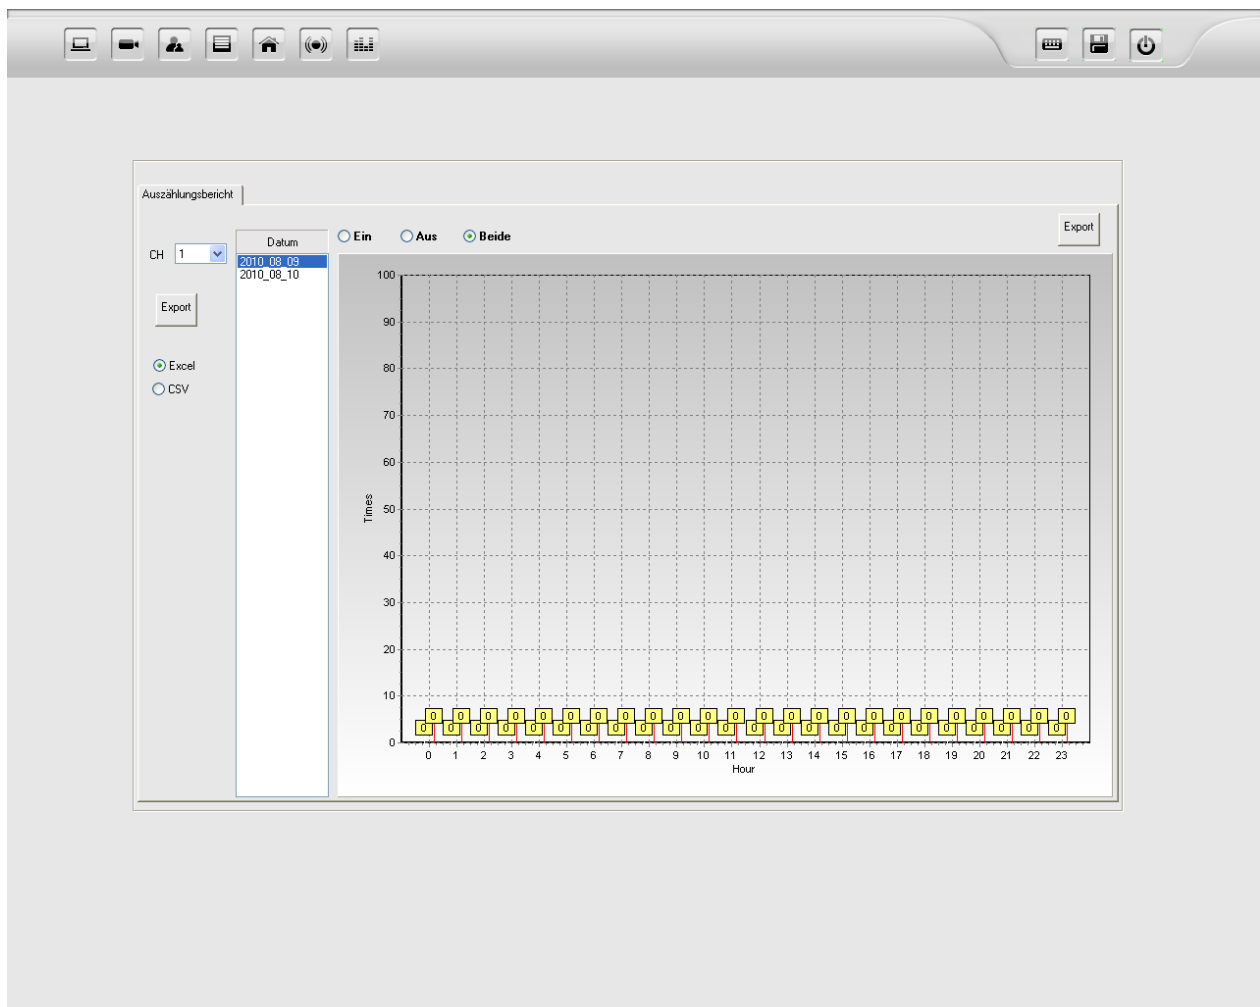 Auszählungsbericht
CH 1
Export
Excel
CSV
Datum
2010_08_09
2010_08_10
Ein Aus Beide
Export
100
90
80
70
60
50
40
30
20
10
0
Times
0 0 0 0 0 0 0 0 0 0 0 0 0 0 0 0 0 0 0 0 0 0 0 0
0 0 0 0 0 0 0 0 0 0 0 0 0 0 0 0 0 0 0 0 0 0 0 0
0 1 2 3 4 5 6 7 8 9 10 11 12 13 14 15 16 17 18 19 20 21 22 23
Hour